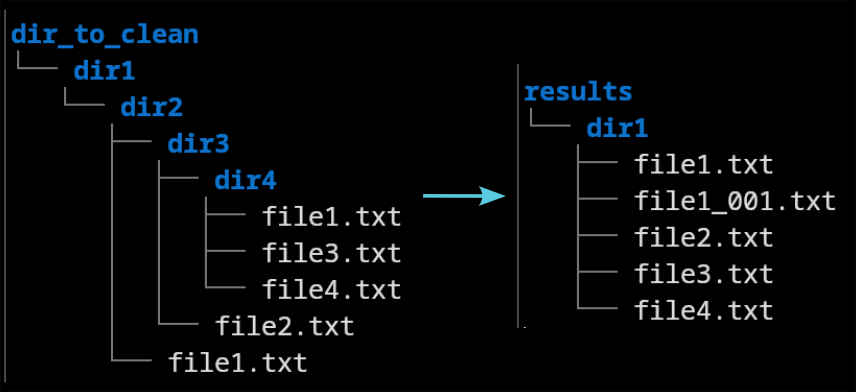 dir_to_clean
dir1
dir2
dir3
dir4
file1.txt
file3.txt
file4.txt
file2.txt
file1.txt
results
dir1
file1.txt
file1_001.txt
file2.txt
file3.txt
file4.txt